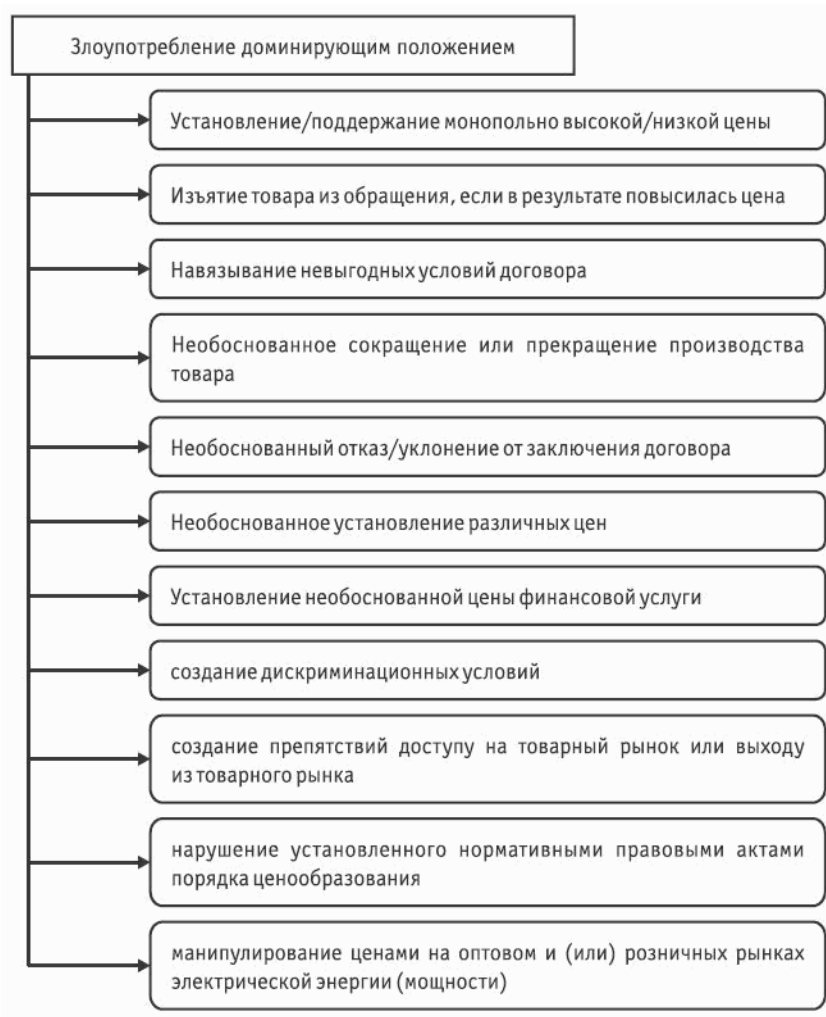 Злоупотребление доминирующим положением
Установление/поддержание монопольно высокой/низкой цены
Изъятие товара из обращения, если в результате повысилась цена
Навязывание невыгодных условий договора
Необоснованное сокращение или прекращение производства
товара
Необоснованный отказ/уклонение от заключения договора
Необоснованное установление различных цен
Установление необоснованной цены финансовой услуги
создание дискриминационных условий
создание препятствий доступу на товарный рынок или выходу
из товарного рынка
нарушение установленного нормативными правовыми актами
порядка ценообразования
манипулирование ценами на оптовом и (или) розничных рынках
электрической энергии (мощности)